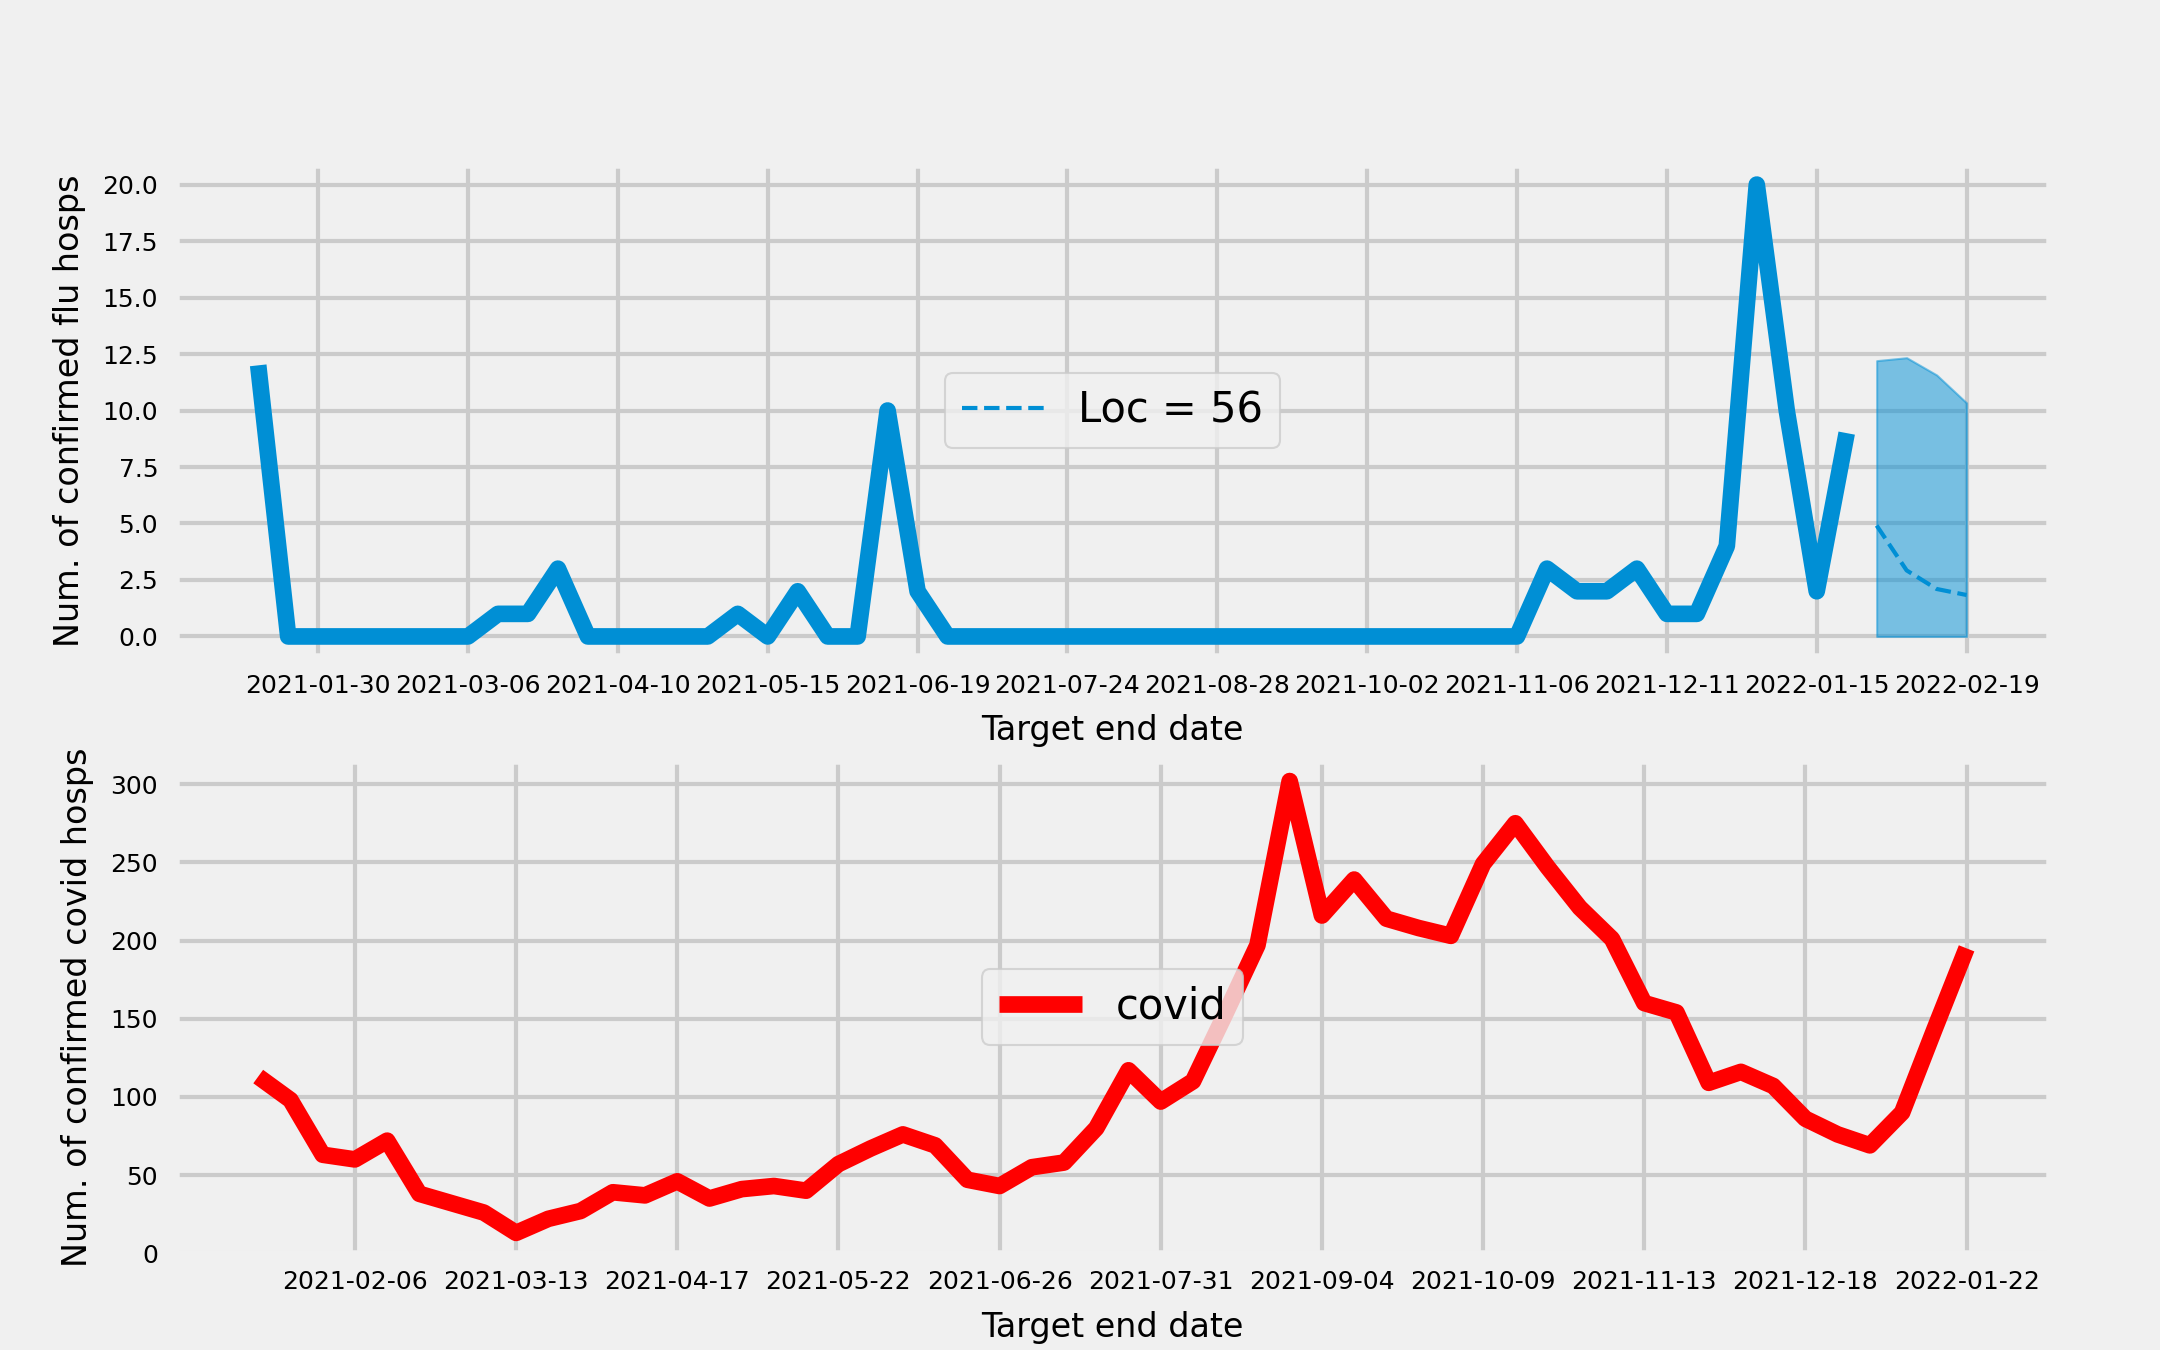 Num. of confirmed flu hosps
20.0
17.5
15.0
12.5
10.0
7.5
5.0
2.5
0.0
Loc = 56
2021-01-30 2021-03-06 2021-04-10 2021-05-15 2021-06-19 2021-07-24 2021-08-28 2021-10-02 2021-11-06 2021-12-11 2022-01-15 2022-02-19
Target end date
Num. of confirmed covid hosps
300
250
200
150
100
50
0
covid
2021-02-06 2021-03-13 2021-04-17 2021-05-22 2021-06-26 2021-07-31 2021-09-04 2021-10-09 2021-11-13 2021-12-18 2022-01-22
Target end date